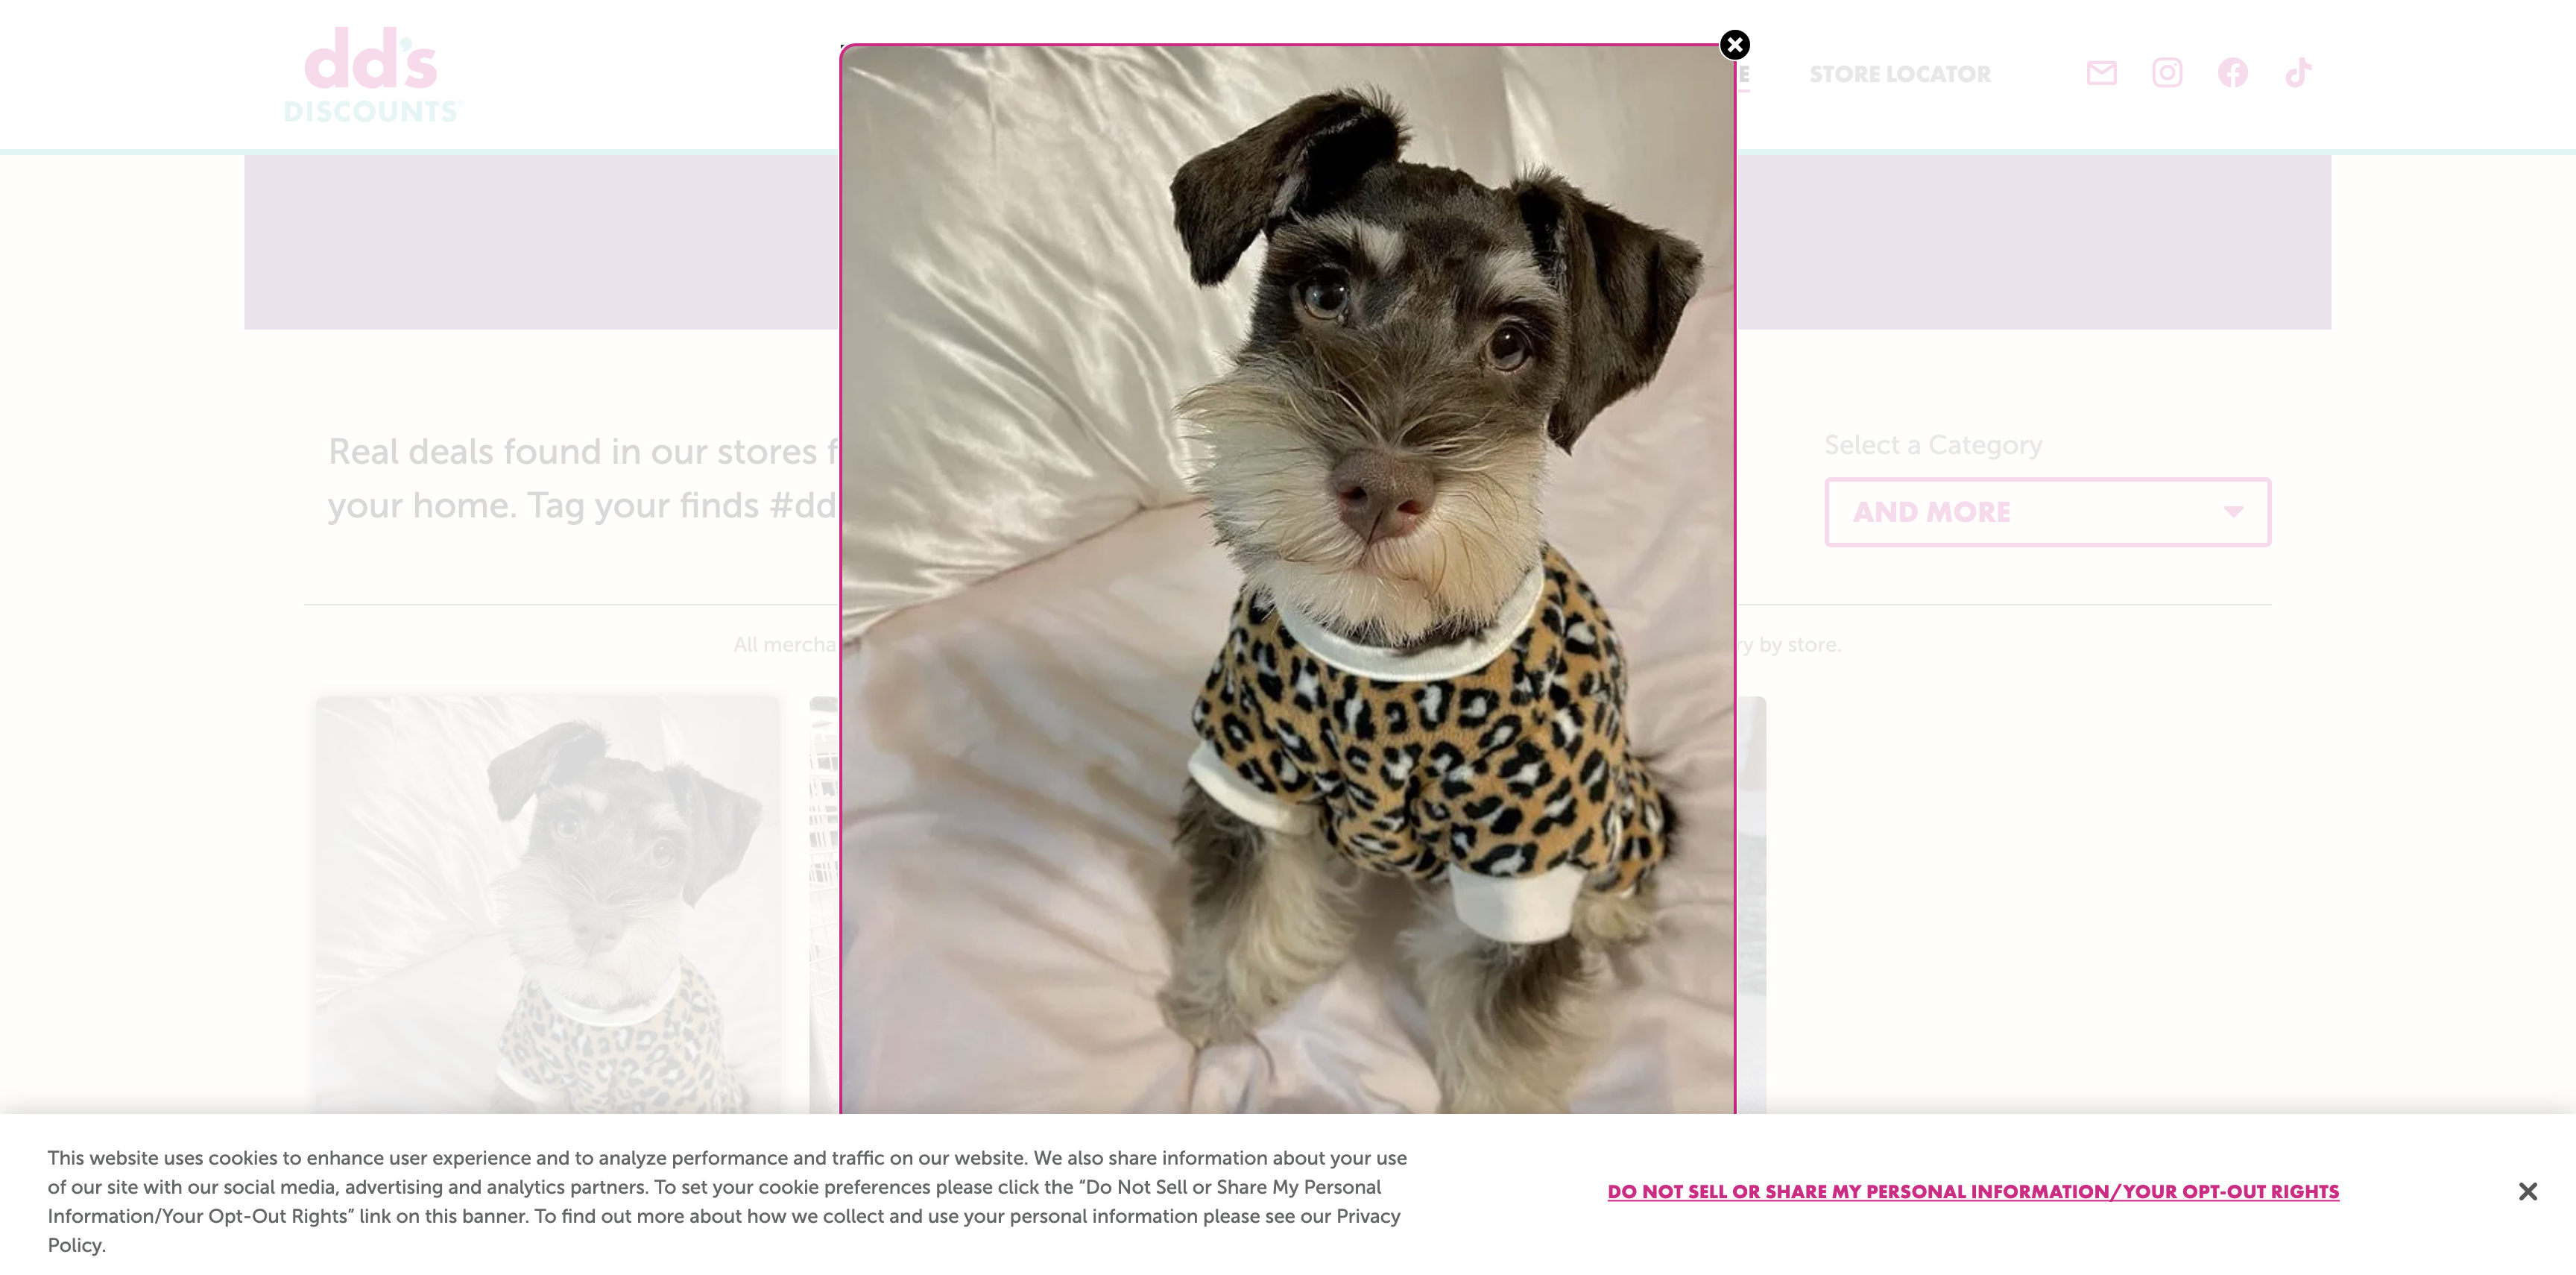 dd's
DISCOUNTS
STORE LOCATOR
Real deals found in our stores
your home. Tag your finds #dd
Select a Category
AND MORE
All
by store.
This website uses cookies to enhance user experience and to analyze performance and traffic on our website. We also share information about your use
of our site with our social media, advertising and analytics partners. To set your cookie preferences please click the “Do Not Sell or Share My Personal
Information/Your Opt-Out Rights” link on this banner. To find out more about how we collect and use your personal information please see our Privacy
Policy.
DO NOT SELL OR SHARE MY PERSONAL INFORMATION/YOUR OPT-OUT RIGHTS